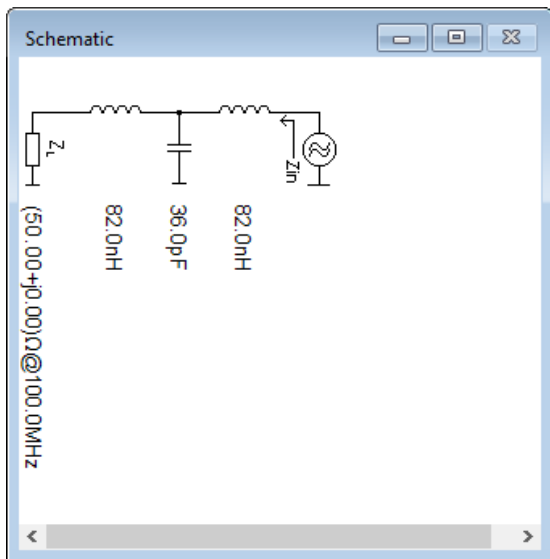 Schematic
ZL
Zin
(50.00+j0.00)Ω@100.0MHz
82.0nH
36.0pF
82.0nH